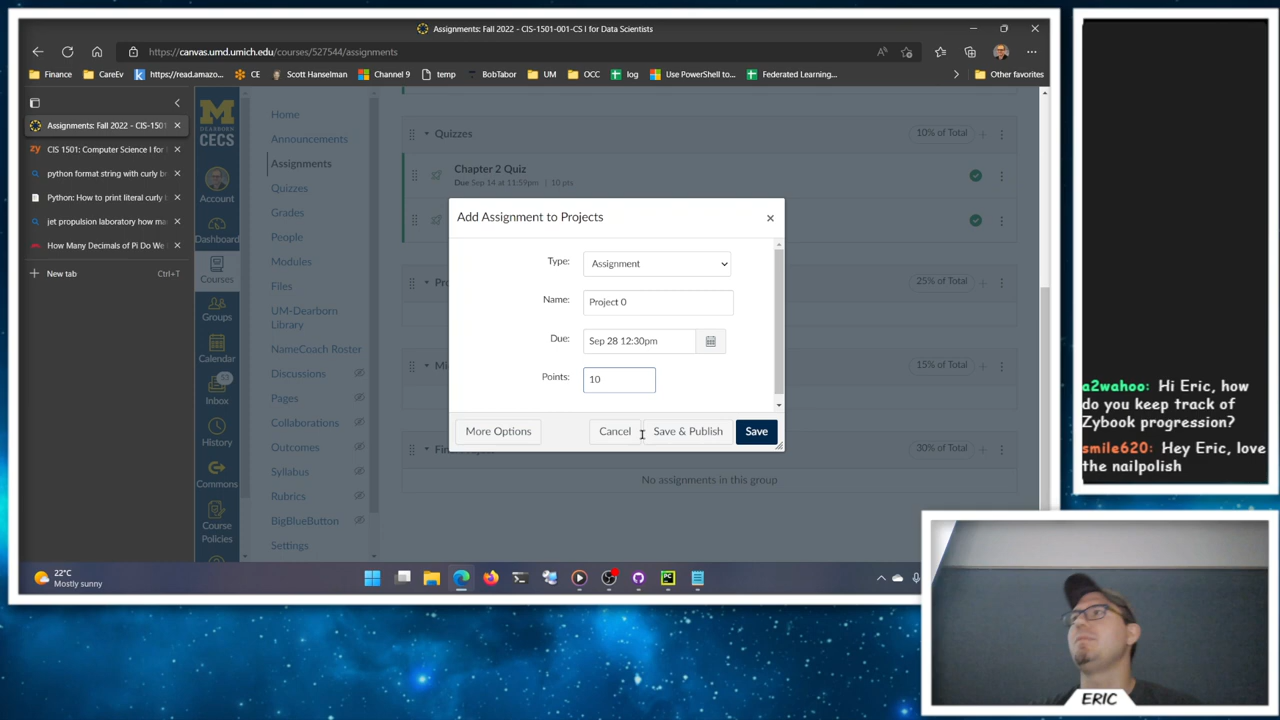 Assignments: Fall 2022 - CIS-1501-001-CS I for Data Scientists
https://canvas.umd.umich.edu/courses/527544/assignments
Finance
CareEv
https://read.amazo...
CE
Scott Hanselman
Channel 9
temp
BobTabor
UM
OCC
log
Use PowerShell to...
Federated Learning...
Other favorites
Assignments: Fall 2022 - CIS-1501
CIS 1501: Computer Science I for
python format string with curly br
Python: How to print literal curly
jet propulsion laboratory how ma
How Many Decimals of Pi Do We
New tab
Ctrl+T
M
DEARBORN
CECS
Account
Dashboard
Courses
Groups
Calendar
Inbox
History
Commons
Course
Policies
Home
Announcements
Assignments
Quizzes
Grades
People
Modules
Files
UM-Dearborn
Library
NameCoach Roster
Discussions
Pages
Collaborations
Outcomes
Syllabus
Rubrics
BigBlueButton
Settings
Quizzes
10% of Total
Chapter 2 Quiz
Due Sep 14 at 11:59pm | 10 pts
25% of Total
15% of Total
30% of Total
No assignments in this group
Add Assignment to Projects
Type:
Assignment
Name:
Project 0
Due:
Sep 28 12:30pm
Points:
10
More Options
Cancel
Save & Publish
Save
22°C
Mostly sunny
a2wahoo: Hi Eric, how
do you keep track of
Zybook progression?
smile620: Hey Eric, love
the nailpolish
ERIC